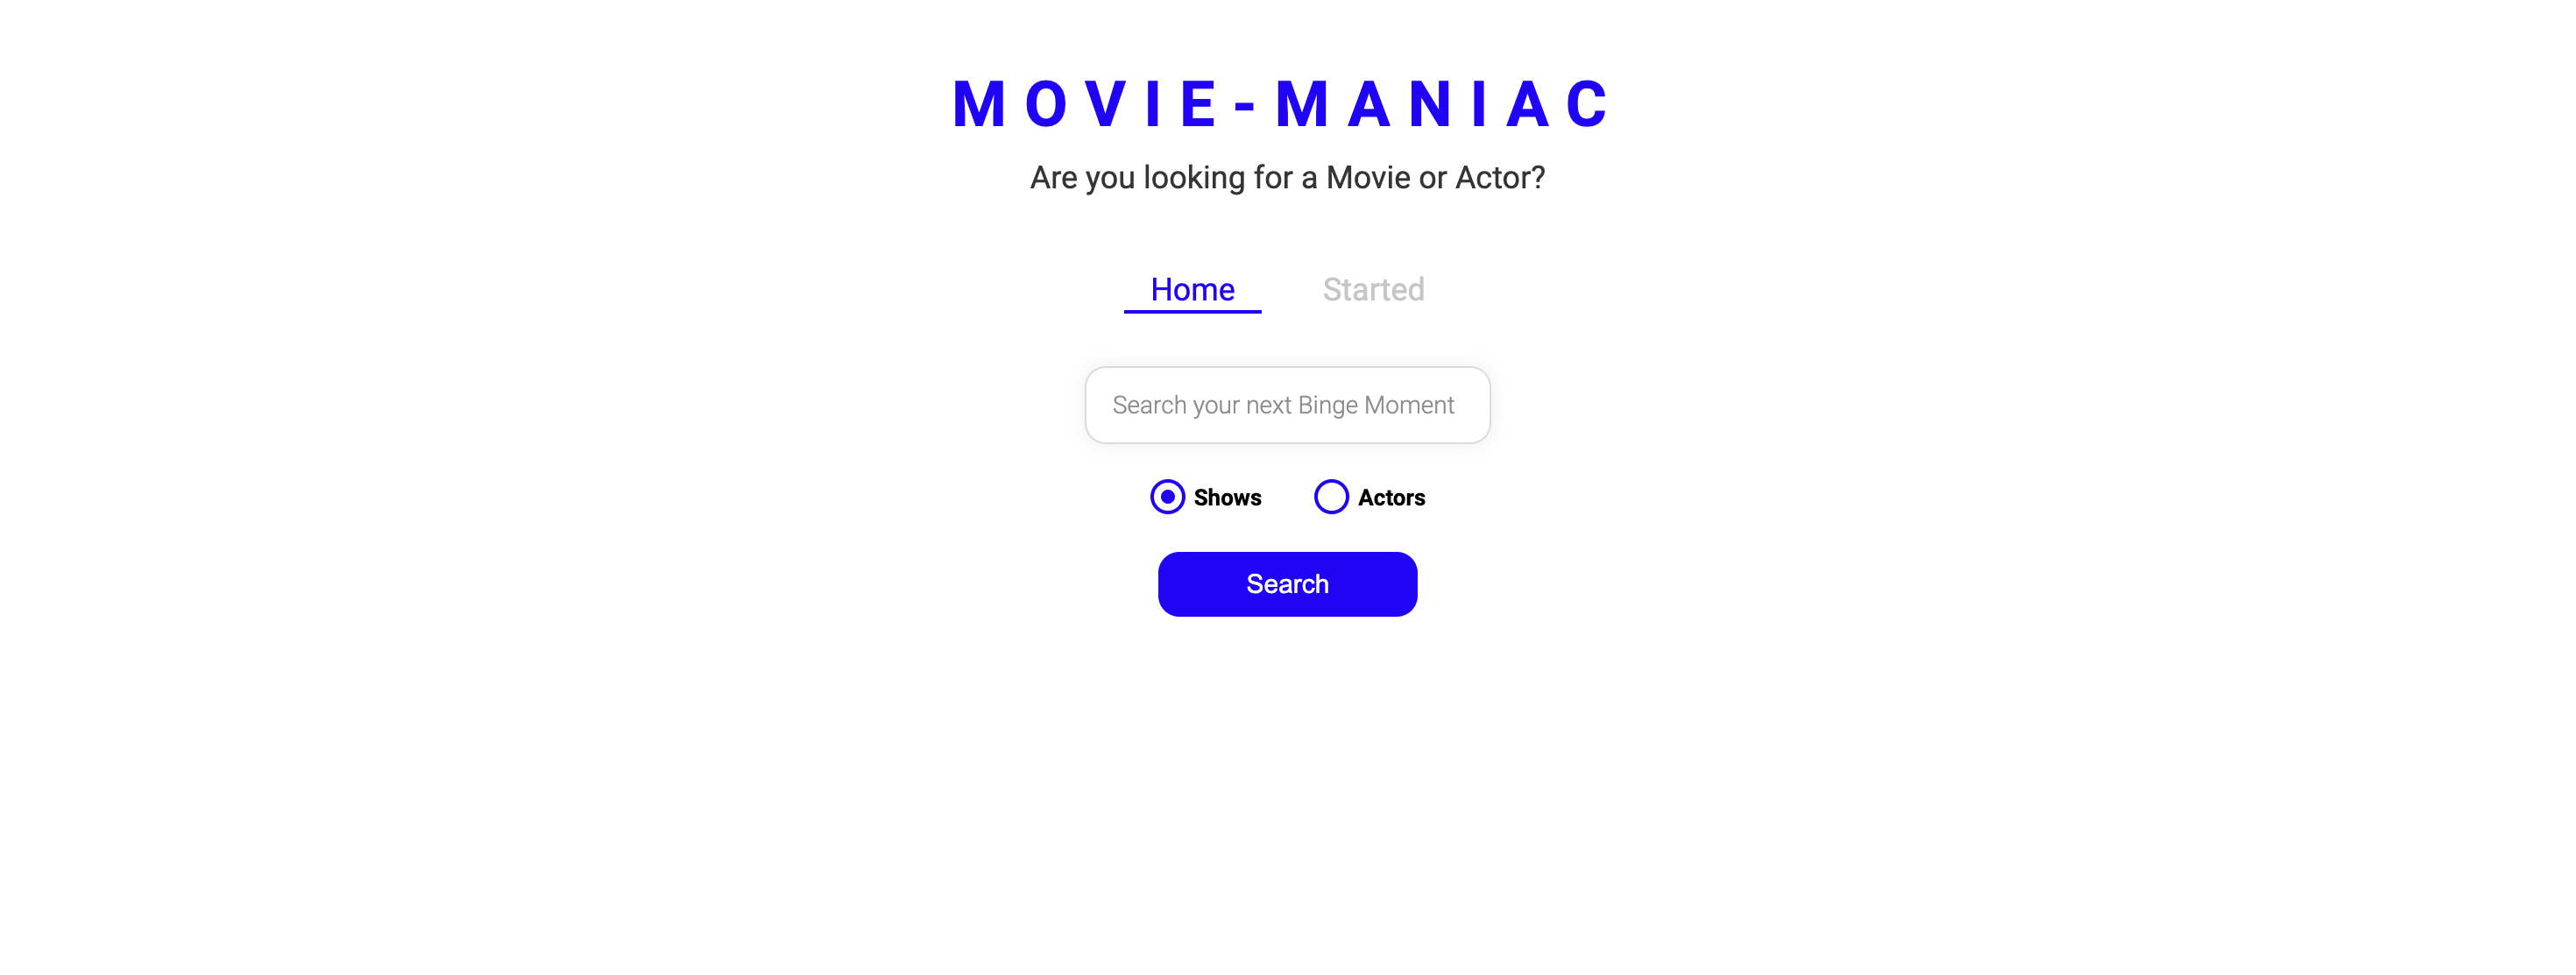 MOVIE-MANIAC
Are you looking for a Movie or Actor?
Home Started
Search your next Binge Moment
Shows Actors
Search